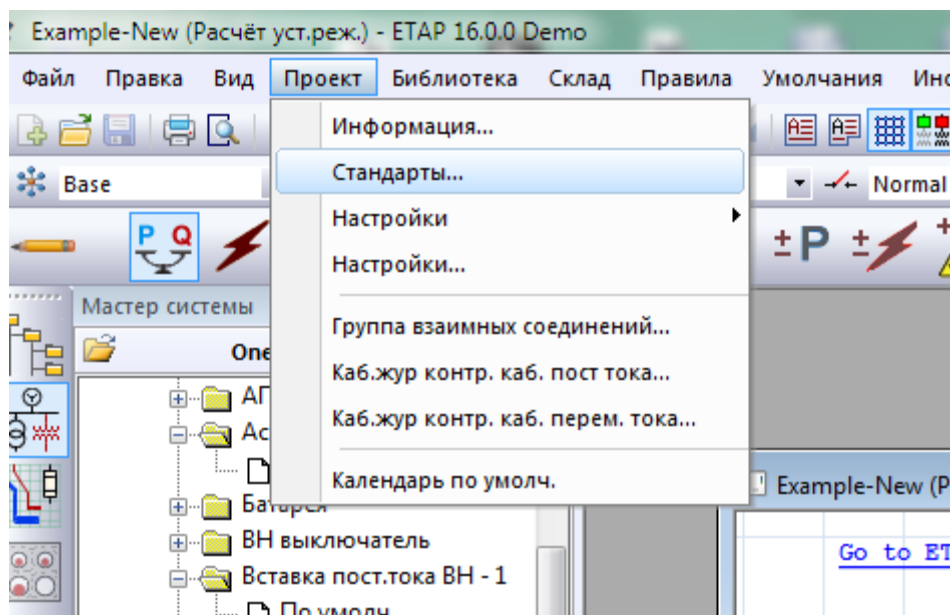 Example-New (Расчёт уст.реж.) - ETAP 16.0.0 Demo
Файл Правка Вид Проект Библиотека Склад Правила Умолчания
Информация...
Base
Стандарты...
Normal
Настройки
P Q
± P ±
Настройки...
Мастер системы
Группа взаимных соединений...
One
Каб.жур контр. каб. пост тока...
Каб.жур контр. каб. перем. тока...
Календарь по умолч.
Example-New (P
Батарея
ВН выключатель
Go to ET
Вставка пост.тока ВН - 1
По умолч